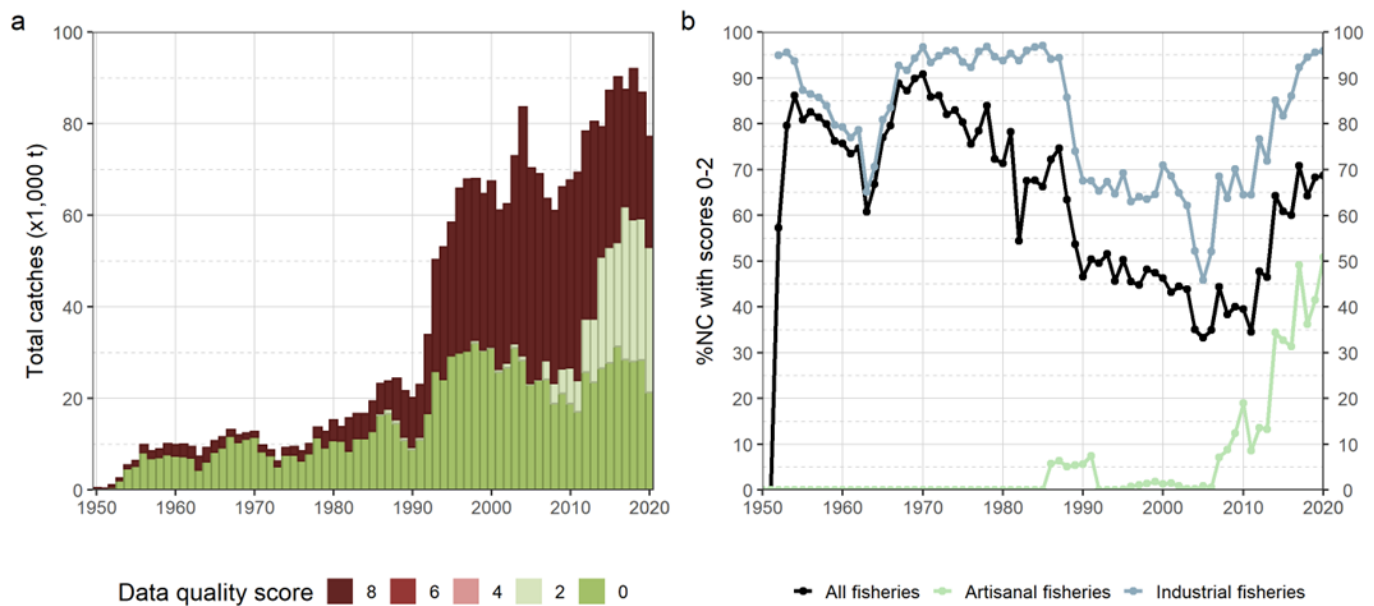 a
Total catches (x1,000 t)
100
80
60
40
20
0
1950 1960 1970 1980 1990 2000 2010 2020
Data quality score 8 6 4 2 0
b
%NC with scores 0-2
100 100
90 90
80 80
70 70
60 60
50 50
40 40
30 30
20 20
10 10
0 0
1950 1960 1970 1980 1990 2000 2010 2020
All fisheries Artisanal fisheries Industrial fisheries